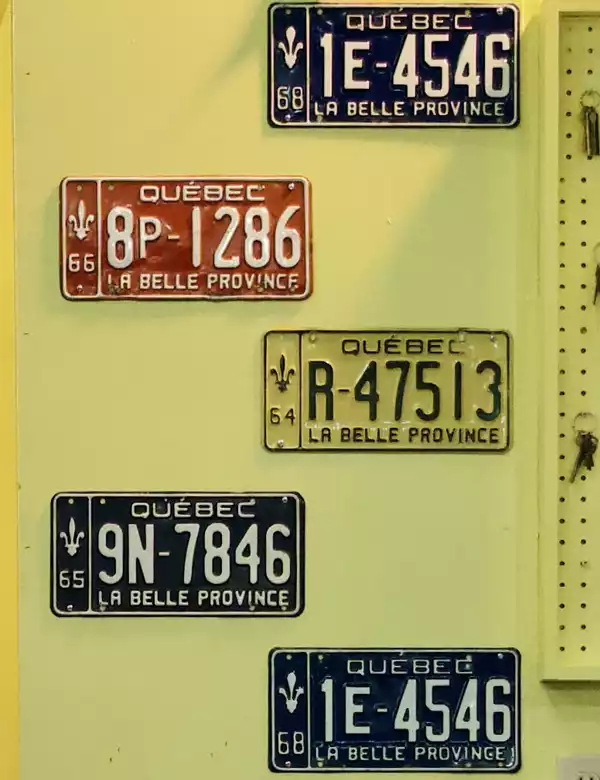 QUÉBEC
68 1E-4546
LA BELLE PROVINCE
QUÉBEC
66 8P-1286
LA BELLE PROVINCE
QUÉBEC
64 R-47513
LA BELLE PROVINCE
QUÉBEC
65 9N-7846
LA BELLE PROVINCE
QUÉBEC
68 1E-4546
LA BELLE PROVINCE